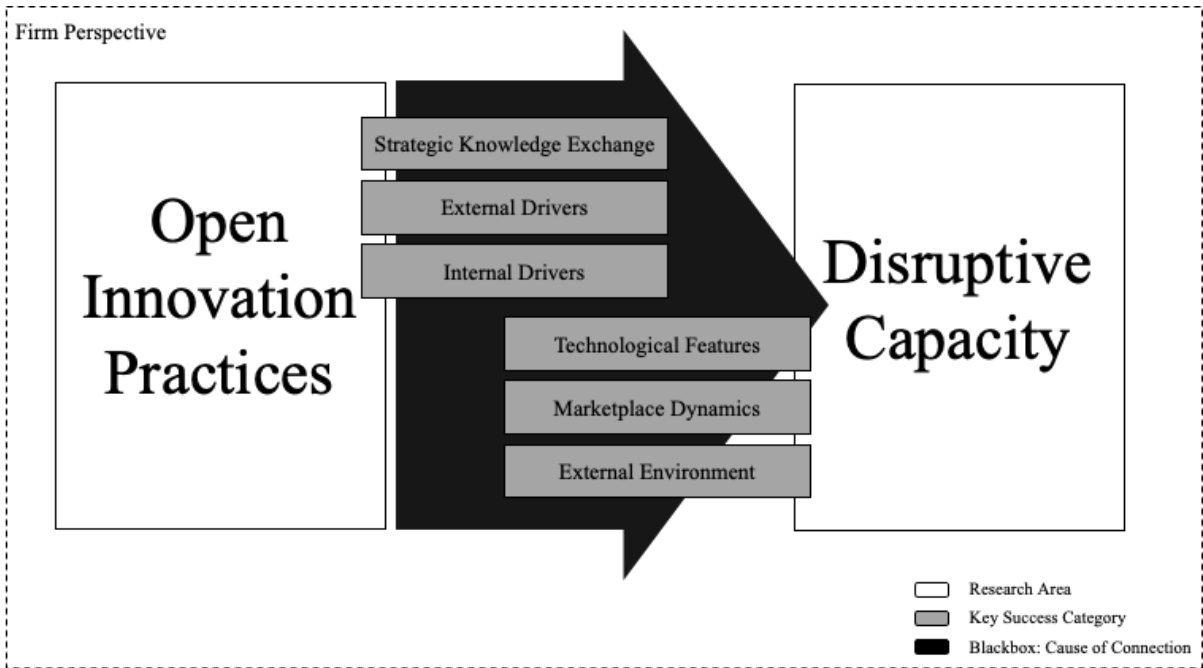 Firm Perspective
Open
Innovation
Practices
Strategic Knowledge Exchange
External Drivers
Internal Drivers
Technological Features
Marketplace Dynamics
External Environment
Disruptive
Capacity
Research Area
Key Success Category
Blackbox: Cause of Connection